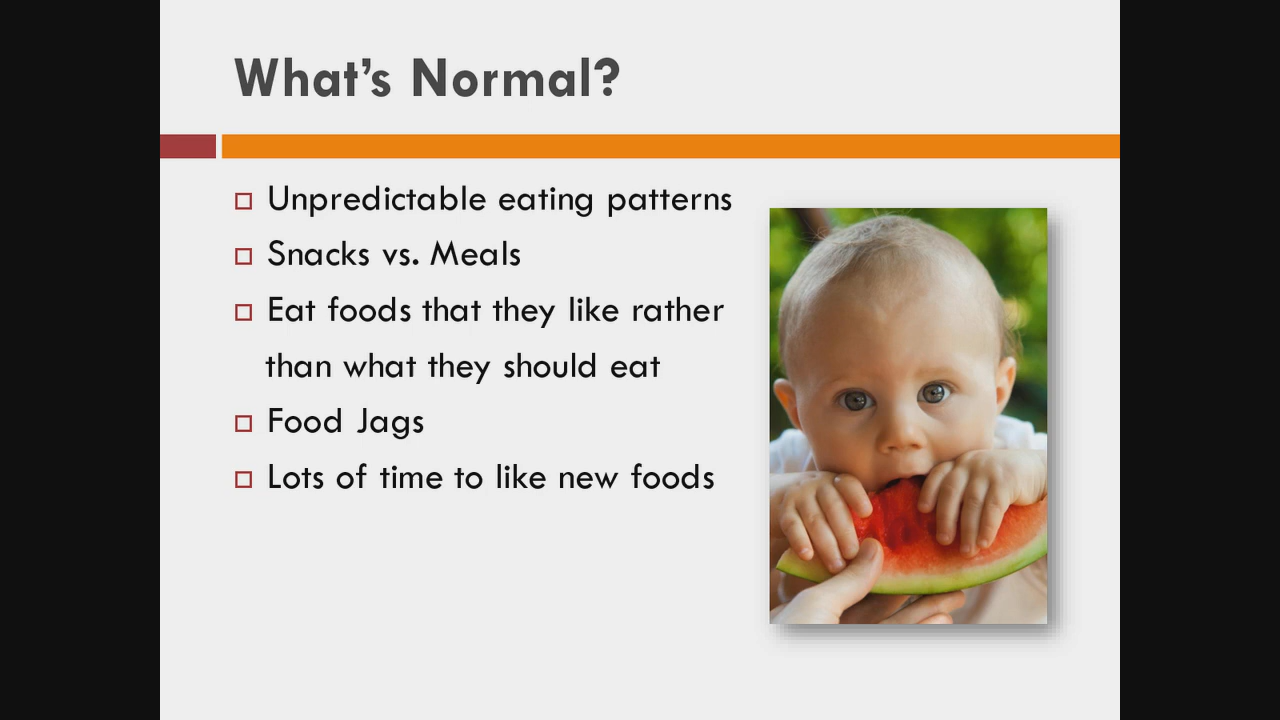 What’s Normal?
Unpredictable eating patterns
Snacks vs. Meals
Eat foods that they like rather
than what they should eat
Food Jags
Lots of time to like new foods